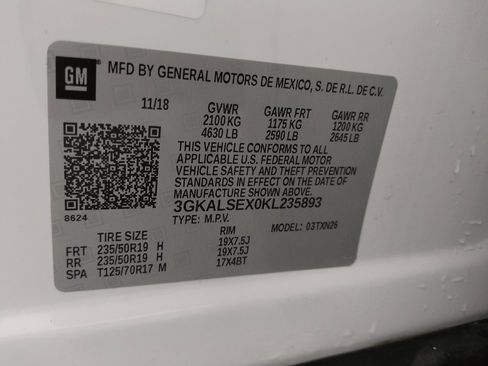 GM
MFD BY GENERAL MOTORS DE MEXICO, S. DE R.L. DE C.V.
11/18 GVWR GAWR FRT GAWR RR
2100 KG 1175 KG 1200 KG
4630 LB 2590 LB 2645 LB
THIS VEHICLE CONFORMS TO ALL
APPLICABLE U.S. FEDERAL MOTOR
VEHICLE SAFETY AND THEFT PREVENTION
STANDARDS IN EFFECT ON THE DATE OF
MANUFACTURE SHOWN ABOVE.
3GKALSEX0KL235893
8624
TYPE: M.P.V. MODEL: 03TXN26
TIRE SIZE RIM
FRT 235/50R19 H 19X7.5J
RR 235/50R19 H 19X7.5J
SPA T125/70R17 M 17X4BT